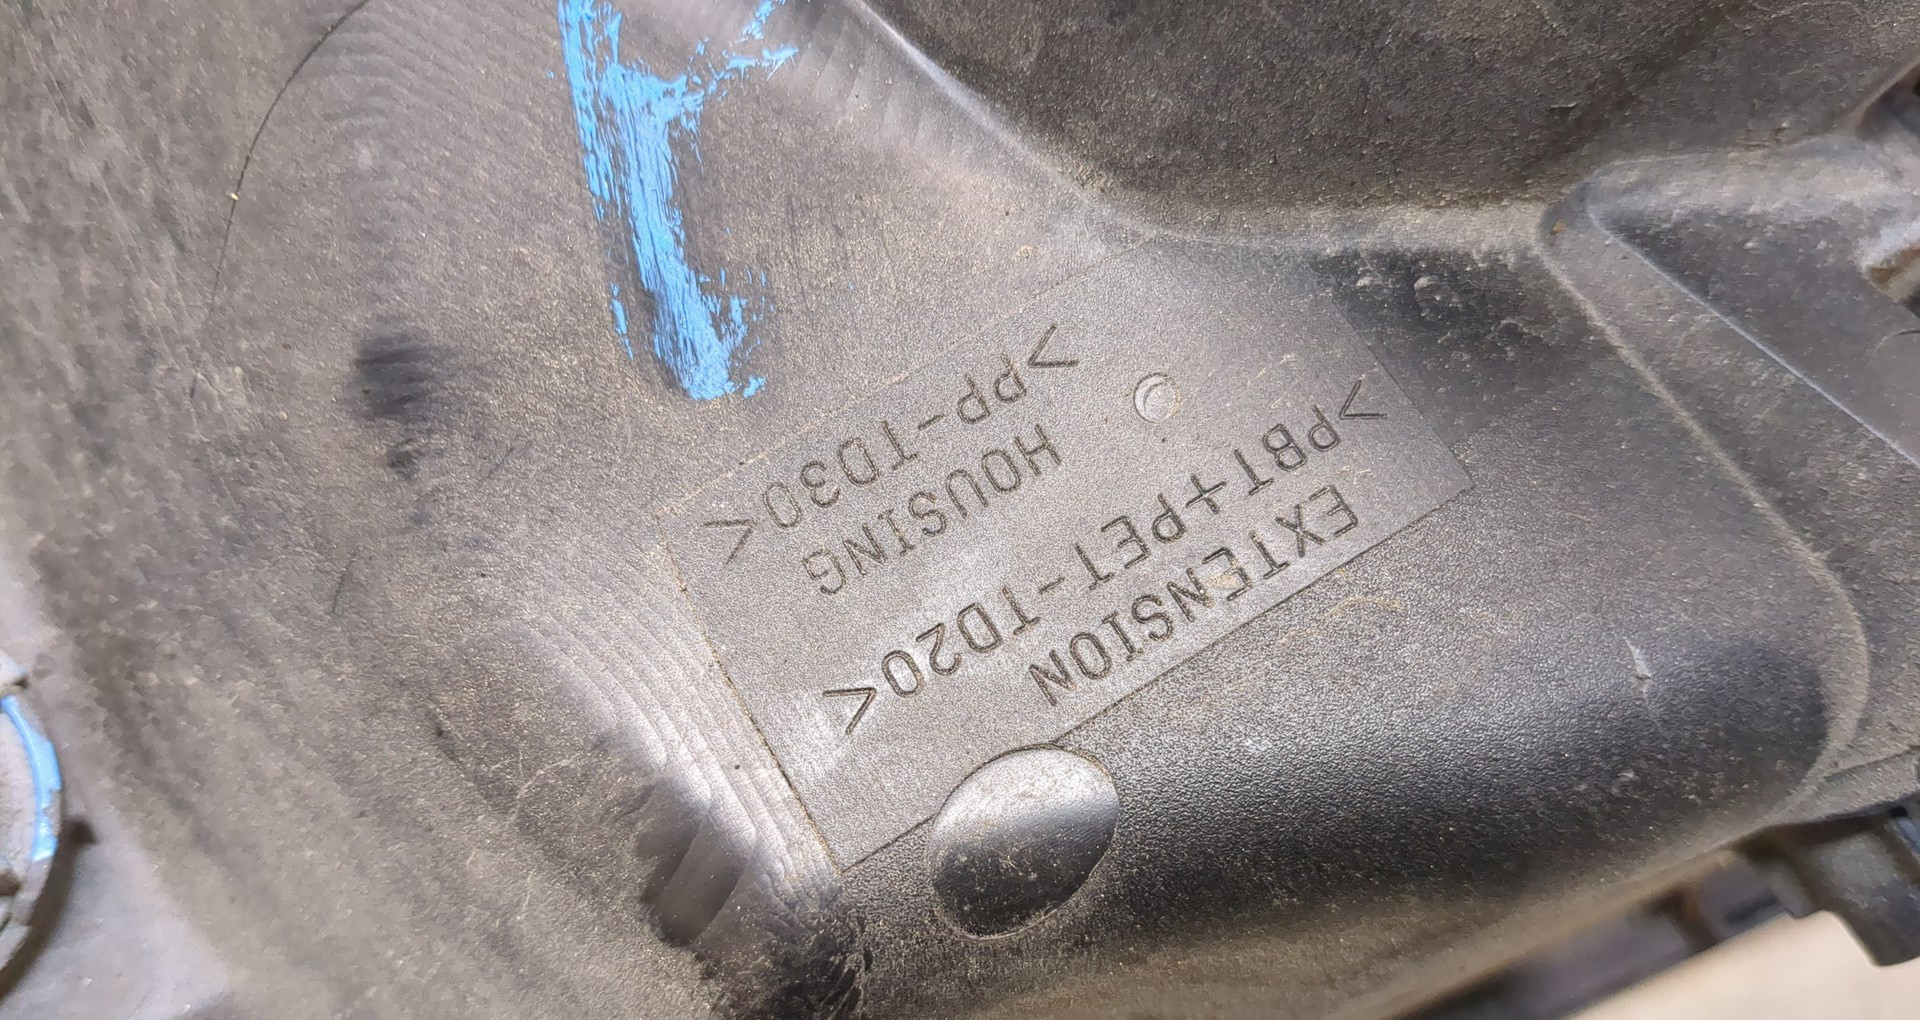 EXTENSION
>PBT+PET-TD20<
HOUSING
>PP-TD30<